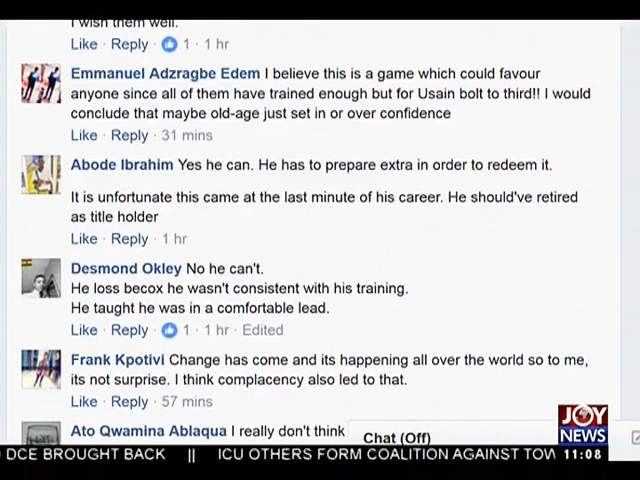 I wish them well.
Like · Reply · 1 · 1 hr
Emmanuel Adzragbe Edem I believe this is a game which could favour
anyone since all of them have trained enough but for Usain bolt to third!! I would
conclude that maybe old-age just set in or over confidence
Like · Reply · 31 mins
Abode Ibrahim Yes he can. He has to prepare extra in order to redeem it.
It is unfortunate this came at the last minute of his career. He should've retired
as title holder
Like · Reply · 1 hr
Desmond Okley No he can't.
He loss becox he wasn't consistent with his training.
He taught he was in a comfortable lead.
Like · Reply · 1 · 1 hr · Edited
Frank Kpotivi Change has come and its happening all over the world so to me,
its not surprise. I think complacency also led to that.
Like · Reply · 57 mins
Ato Qwamina Ablaqua I really don't think
Chat (Off)
JOY
NEWS
DCE BROUGHT BACK || ICU OTHERS FORM COALITION AGAINST TOW
11:08